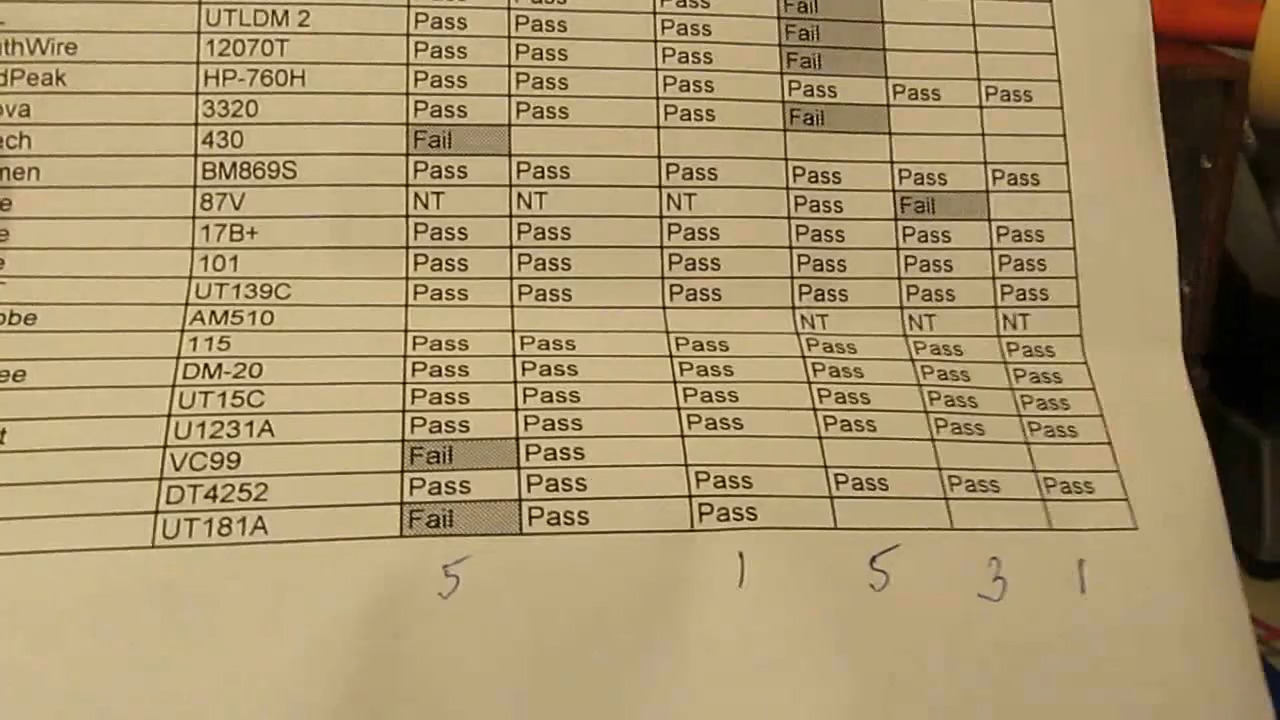 Pass Fail
UTLDM 2 Pass Pass Pass Fail
thWire 12070T Pass Pass Pass Fail
dPeak HP-760H Pass Pass Pass Pass Pass Pass
ova 3320 Pass Pass Pass Fail
ech 430 Fail
men BM869S Pass Pass Pass Pass Pass Pass
e 87V NT NT NT Pass Fail
e 17B+ Pass Pass Pass Pass Pass Pass
e 101 Pass Pass Pass Pass Pass Pass
UT139C Pass Pass Pass Pass Pass Pass
obe AM510 NT NT NT
115 Pass Pass Pass Pass Pass Pass
ee DM-20 Pass Pass Pass Pass Pass Pass
UT15C Pass Pass Pass Pass Pass Pass
t U1231A Pass Pass Pass Pass Pass Pass
VC99 Fail Pass
DT4252 Pass Pass Pass Pass Pass Pass
UT181A Fail Pass Pass
5 1 5 3 1